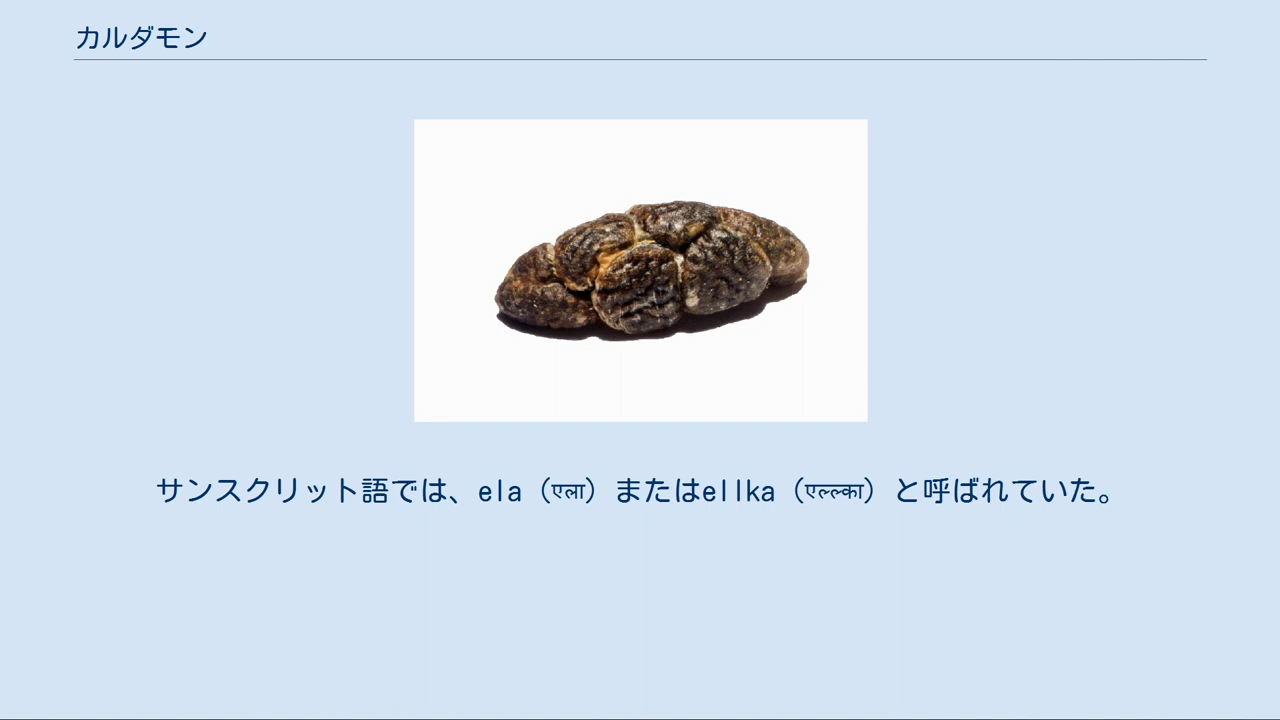 カルダモン
サンスクリット語では、ela（एला）またはellka（एल्ल्का）と呼ばれていた。